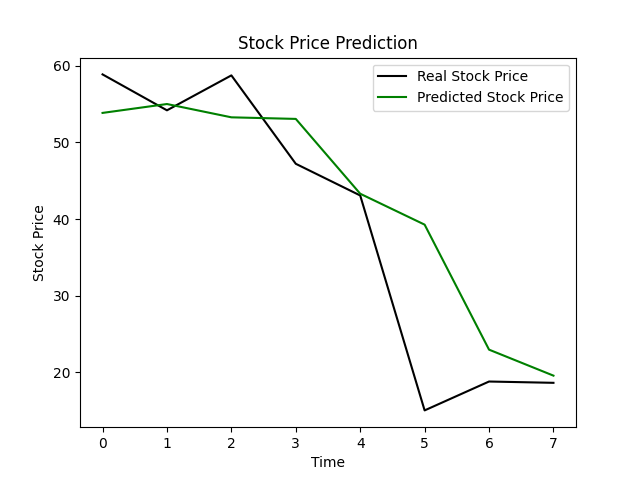 Stock Price Prediction
Real Stock Price
Predicted Stock Price
60
50
40
30
20
Stock Price
0 1 2 3 4 5 6 7
Time